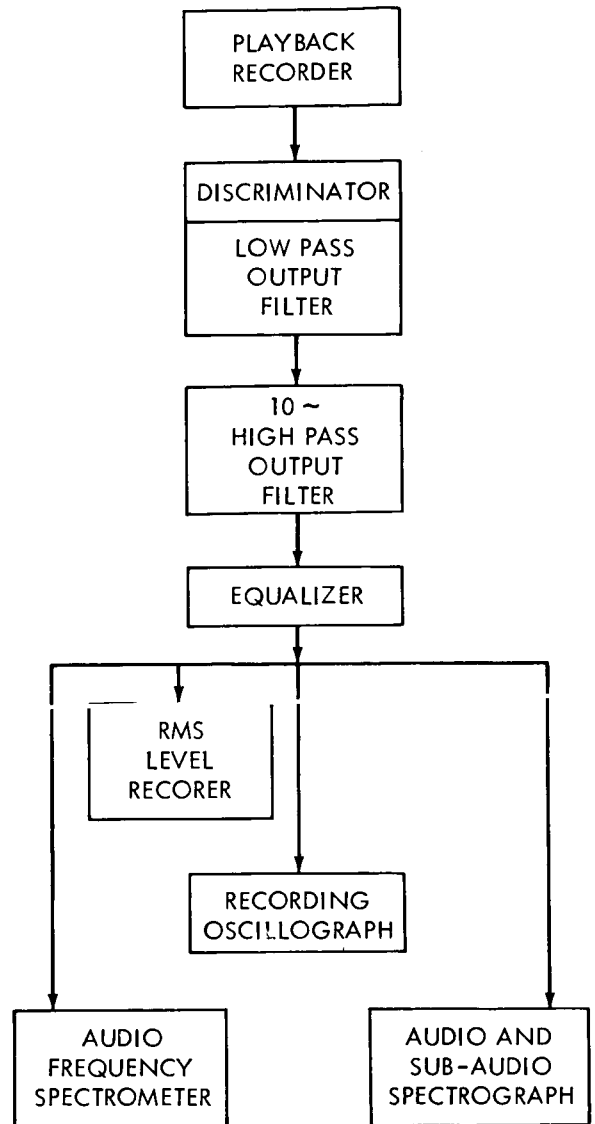 PLAYBACK
RECORDER
DISCRIMINATOR
LOW PASS
OUTPUT
FILTER
10 ~
HIGH PASS
OUTPUT
FILTER
EQUALIZER
RMS
LEVEL
RECORER
RECORDING
OSCILLOGRAPH
AUDIO
FREQUENCY
SPECTROMETER
AUDIO AND
SUB-AUDIO
SPECTROGRAPH